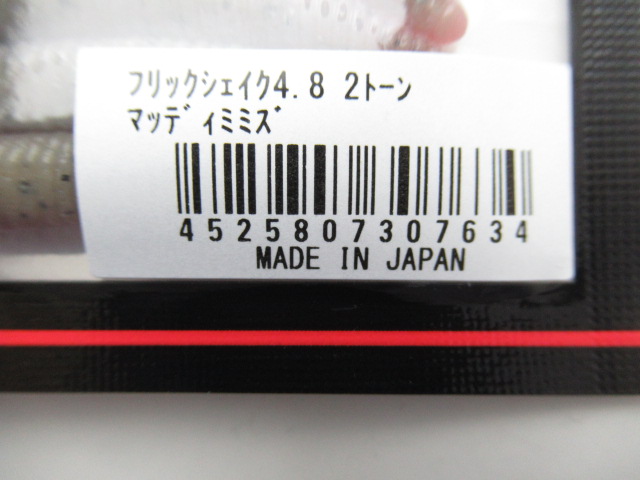 フリックシェイク4.8 2トーン
マッディミミズ
4525807307634
MADE IN JAPAN